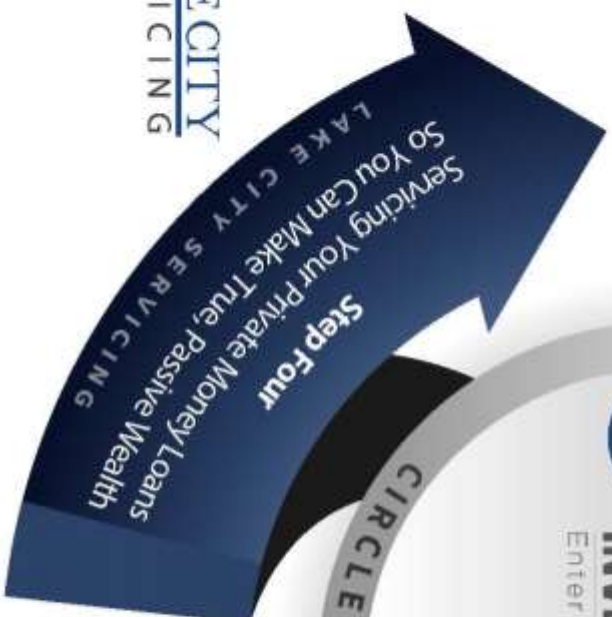 E CITY
ICING
LAKE CITY SERVICING
Step Four
Servicing Your Private Money Loans
So You Can Make True, Passive Wealth
CIRCLE
Enter